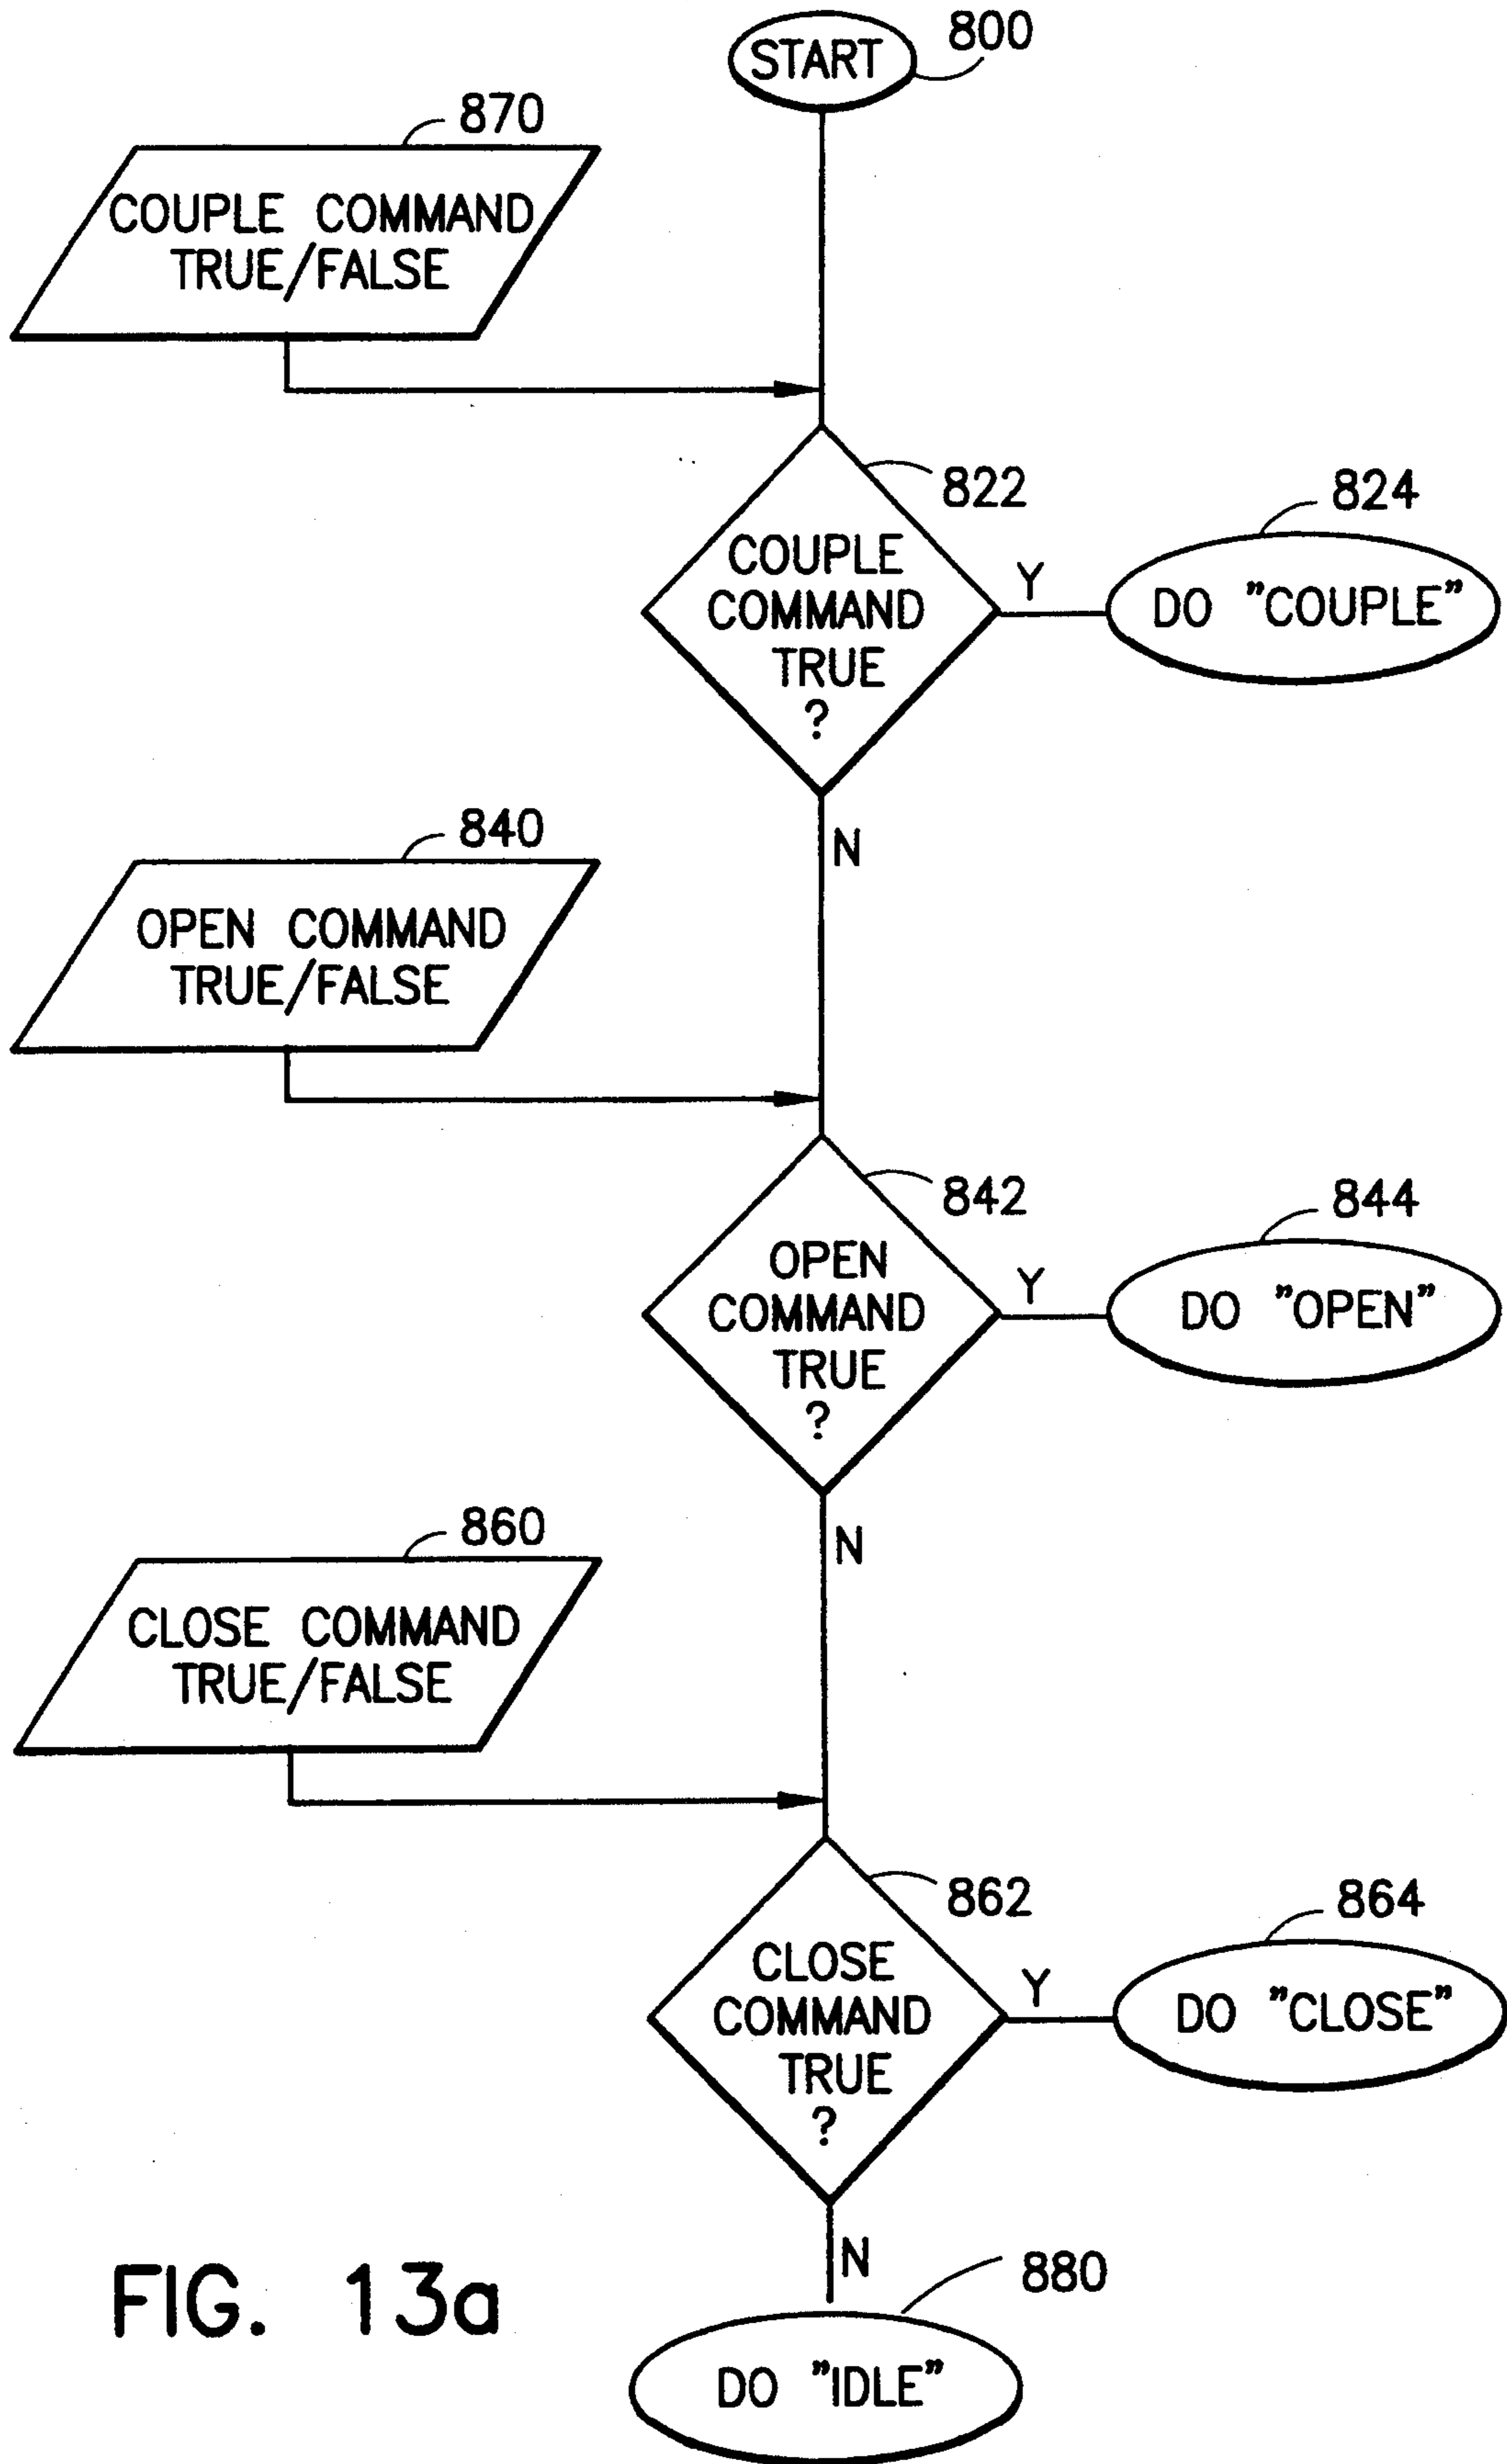 START
800
870
COUPLE COMMAND
TRUE/FALSE
822
COUPLE
COMMAND
TRUE
?
Y
824
DO ”COUPLE”
N
840
OPEN COMMAND
TRUE/FALSE
842
OPEN
COMMAND
TRUE
?
Y
844
DO ”OPEN”
N
860
CLOSE COMMAND
TRUE/FALSE
862
CLOSE
COMMAND
TRUE
?
Y
864
DO ”CLOSE”
N
880
DO ”IDLE”
FIG. 13a